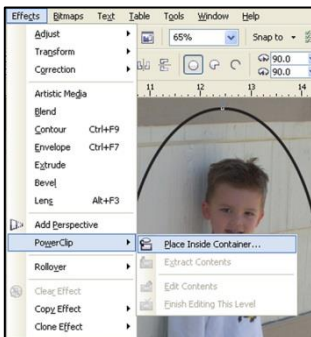 Effects Bitmaps Text Table Tools Window Help
Adjust
65%
Snap to
Transform
Correction
90.0
90.0
11 12 13 14
Artistic Media
Blend
Contour Ctrl+F9
Envelope Ctrl+F7
Extrude
Bevel
Lens Alt+F3
Add Perspective
PowerClip
Place Inside Container...
Rollover
Extract Contents
Clear Effect
Edit Contents
Copy Effect
Finish Editing This Level
Clone Effect